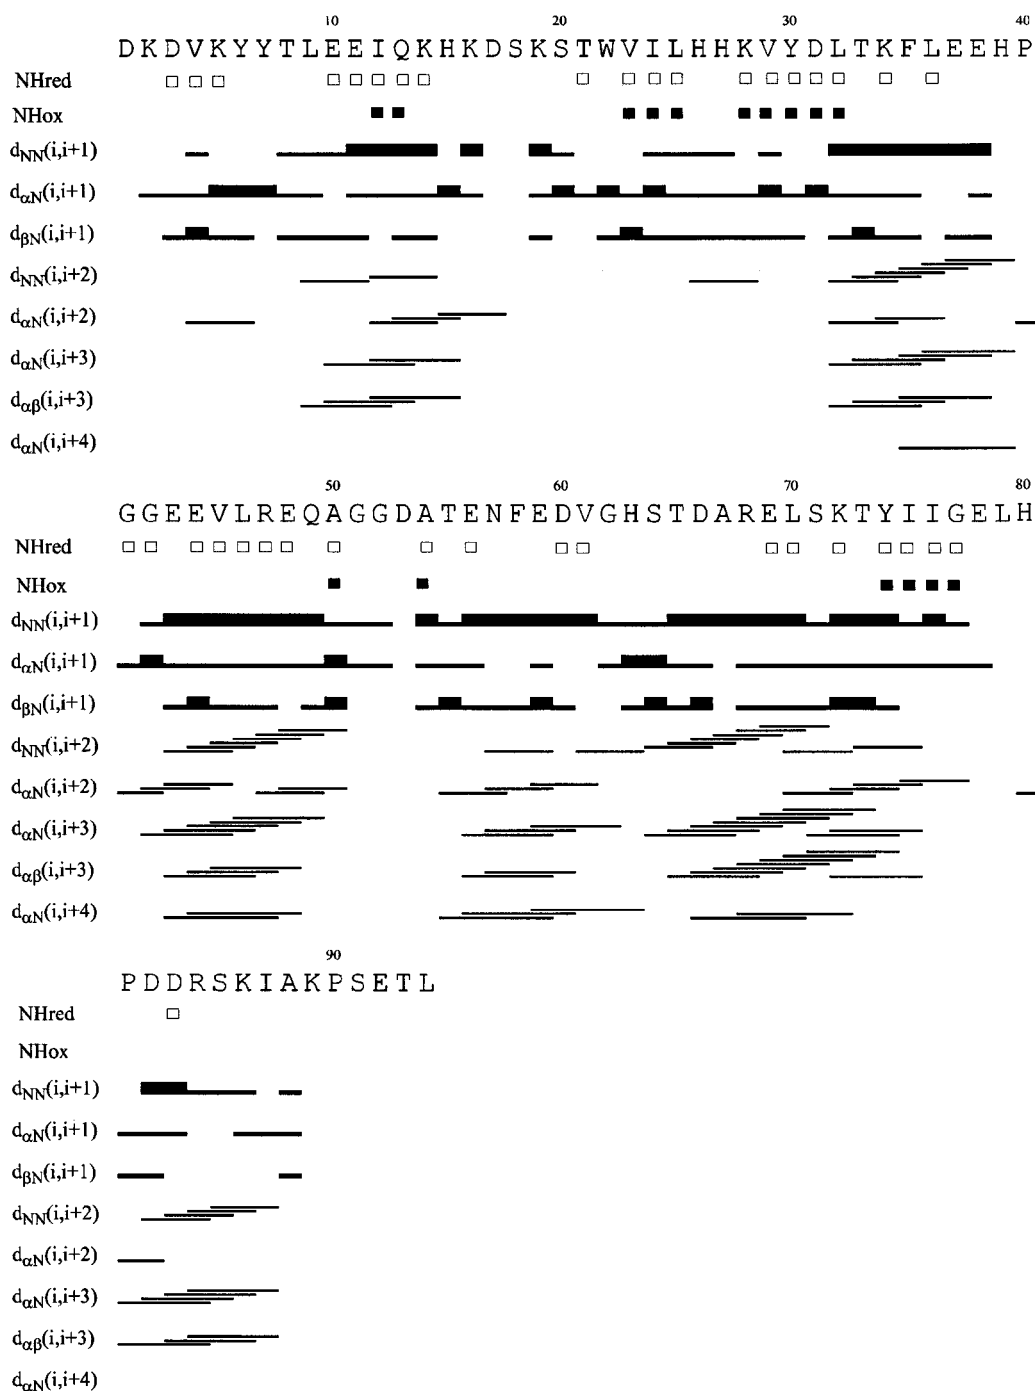 10 20 30 40
D K D V K Y Y T L E E I Q K H K D S K S T W V I L H H K V Y D L T K F L E E H P
NHred
NHox
dNN(i,i+1)
dαN(i,i+1)
dβN(i,i+1)
dNN(i,i+2)
dαN(i,i+2)
dαN(i,i+3)
dαβ(i,i+3)
dαN(i,i+4)
50 60 70 80
G G E E V L R E Q A G G D A T E N F E D V G H S T D A R E L S K T Y I I G E L H
NHred
NHox
dNN(i,i+1)
dαN(i,i+1)
dβN(i,i+1)
dNN(i,i+2)
dαN(i,i+2)
dαN(i,i+3)
dαβ(i,i+3)
dαN(i,i+4)
90
P D D R S K I A K P S E T L
NHred
NHox
dNN(i,i+1)
dαN(i,i+1)
dβN(i,i+1)
dNN(i,i+2)
dαN(i,i+2)
dαN(i,i+3)
dαβ(i,i+3)
dαN(i,i+4)